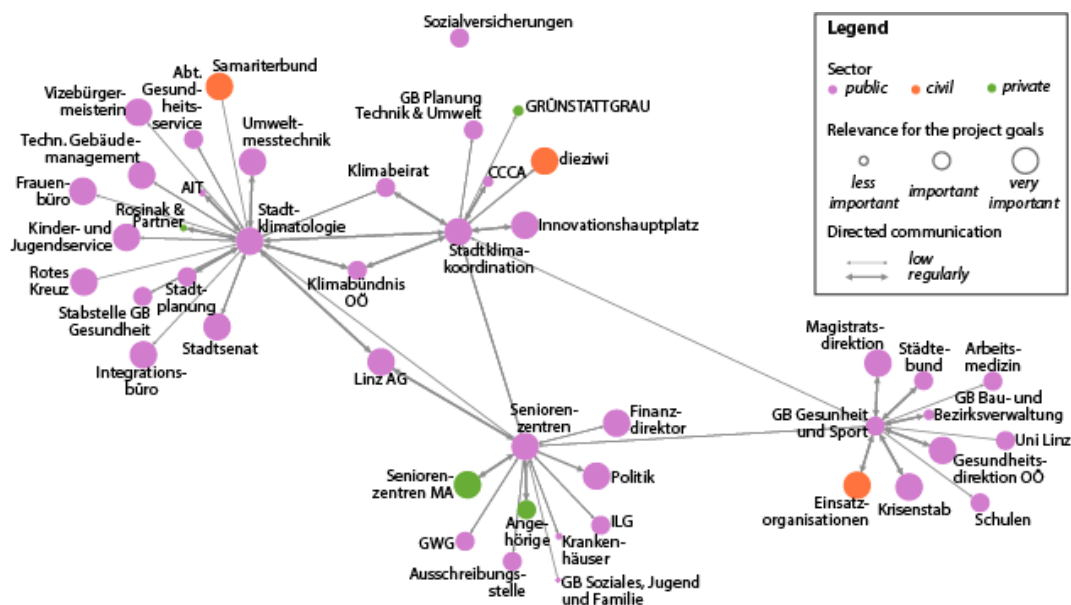 Sozialversicherungen
Legend
Sector
public
civil
private
Relevance for the project goals
less
important
important
very
important
Directed communication
low
regularly
Samariterbund
Abt.
Gesund-
heits-
service
Vizebürger-
meisterin
Umwelt-
messtechnik
Techn. Gebäude-
management
GB Planung
Technik & Umwelt
GRÜNSTATTGRAU
dieziwi
CCCA
Klimabeirat
Frauen-
büro
AIT
Rosinak &
Partner
Stadt-
klimatologie
Kinder- und
Jugendservice
Innovationshauptplatz
Stadtklima-
koordination
Rotes
Kreuz
Stadt-
planung
Klimabündnis
OÖ
Stabstelle GB
Gesundheit
Stadtsenat
Integrations-
büro
Linz AG
Magistrats-
direktion
Städte-
bund
Arbeits-
medizin
GB Bau- und
Bezirksverwaltung
GB Gesunheit
und Sport
Uni Linz
Gesundheits-
direktion OÖ
Einsatz-
organisationen
Krisenstab
Schulen
Senioren-
zentren
Finanz-
direktor
Senioren-
zentren MA
Politik
Ange-
hörige
ILG
GWG
Kranken-
häuser
Ausschreibungs-
stelle
GB Soziales, Jugend
und Familie